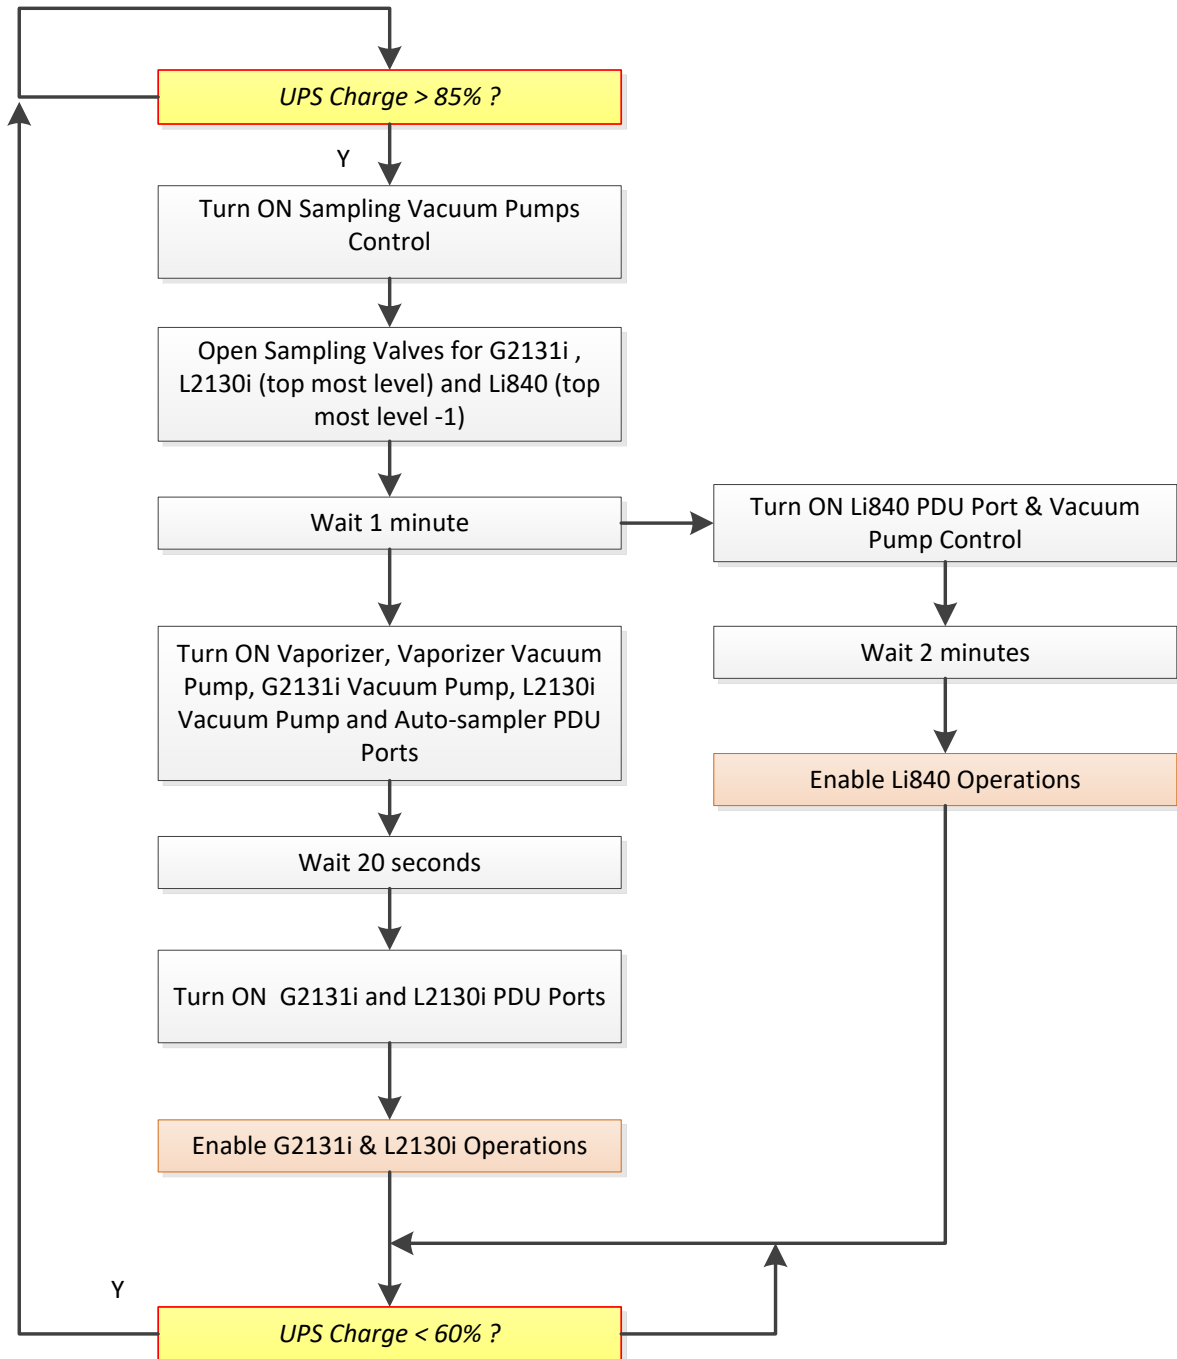 UPS Charge > 85% ?
Y
Turn ON Sampling Vacuum Pumps
Control
Open Sampling Valves for G2131i ,
L2130i (top most level) and Li840 (top
most level -1)
Wait 1 minute
Turn ON Li840 PDU Port & Vacuum
Pump Control
Turn ON Vaporizer, Vaporizer Vacuum
Pump, G2131i Vacuum Pump, L2130i
Vacuum Pump and Auto-sampler PDU
Ports
Wait 2 minutes
Enable Li840 Operations
Wait 20 seconds
Turn ON  G2131i and L2130i PDU Ports
Enable G2131i & L2130i Operations
Y
UPS Charge < 60% ?